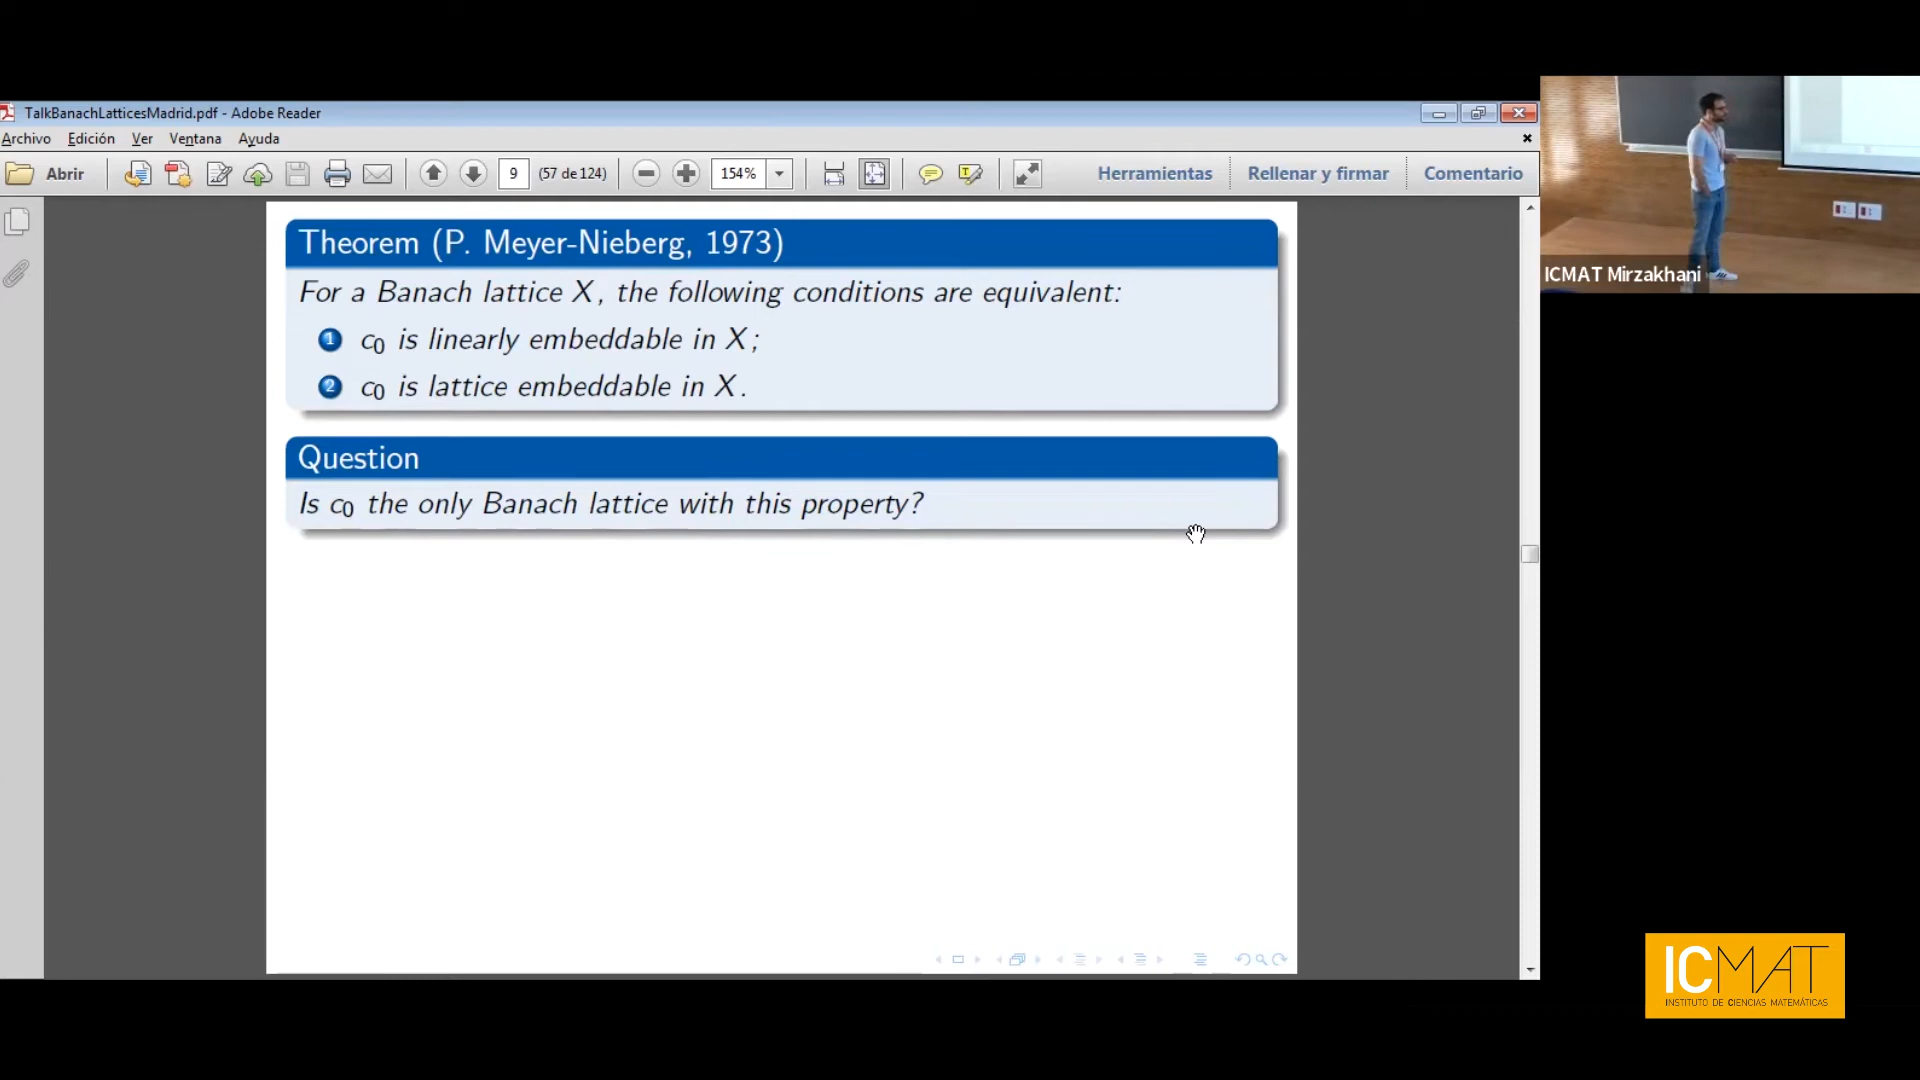 TalkBanachLatticesMadrid.pdf - Adobe Reader
Archivo Edición Ver Ventana Ayuda
Abrir 9 (57 de 124) 154% Herramientas Rellenar y firmar Comentario
Theorem (P. Meyer-Nieberg, 1973)
For a Banach lattice X, the following conditions are equivalent:
1 c₀ is linearly embeddable in X;
2 c₀ is lattice embeddable in X.
Question
Is c₀ the only Banach lattice with this property?
ICMAT Mirzakhani
ICMAT
INSTITUTO DE CIENCIAS MATEMÁTICAS